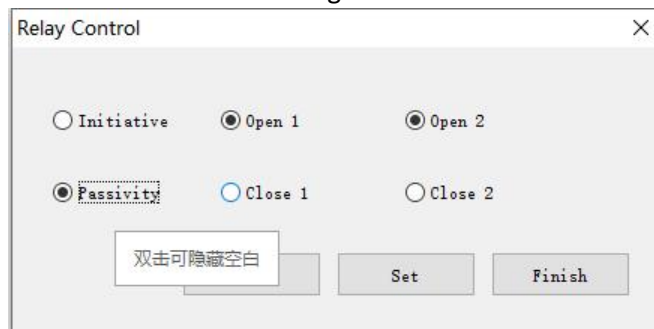 Relay Control
Initiative Open 1 Open 2
Passivity Close 1 Close 2
双击可隐藏空白
Set Finish